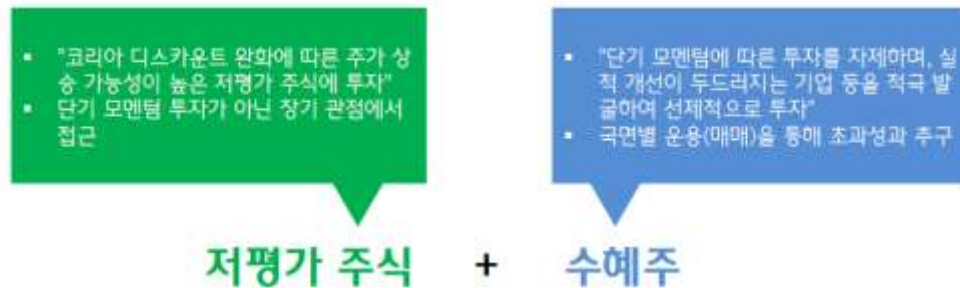 ▪ "코리아 디스카운트 완화에 따른 주가 상
승 가능성이 높은 저평가 주식에 투자"
▪ 단기 모멘텀 투자가 아닌 장기 관점에서
접근
▪ "단기 모멘텀에 따른 투자를 자제하며, 실
적 개선이 두드러지는 기업 등을 적극 발
굴하여 선제적으로 투자"
▪ 국면별 운용(매매)을 통해 초과성과 추구
저평가 주식 + 수혜주